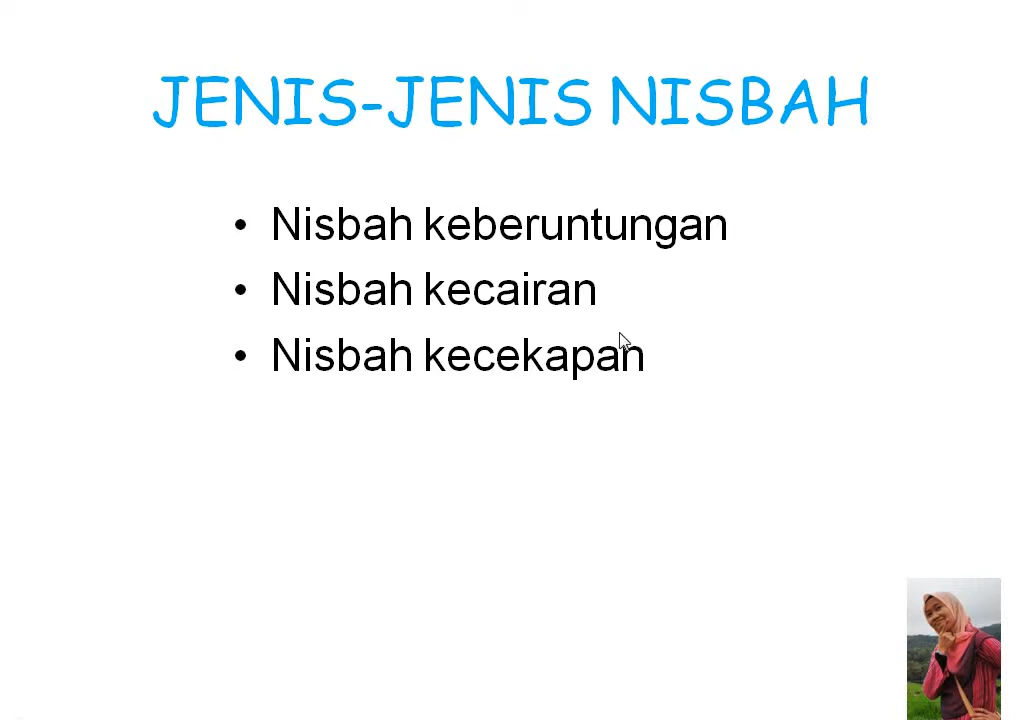 JENIS-JENIS NISBAH
• Nisbah keberuntungan
• Nisbah kecairan
• Nisbah kecekapan